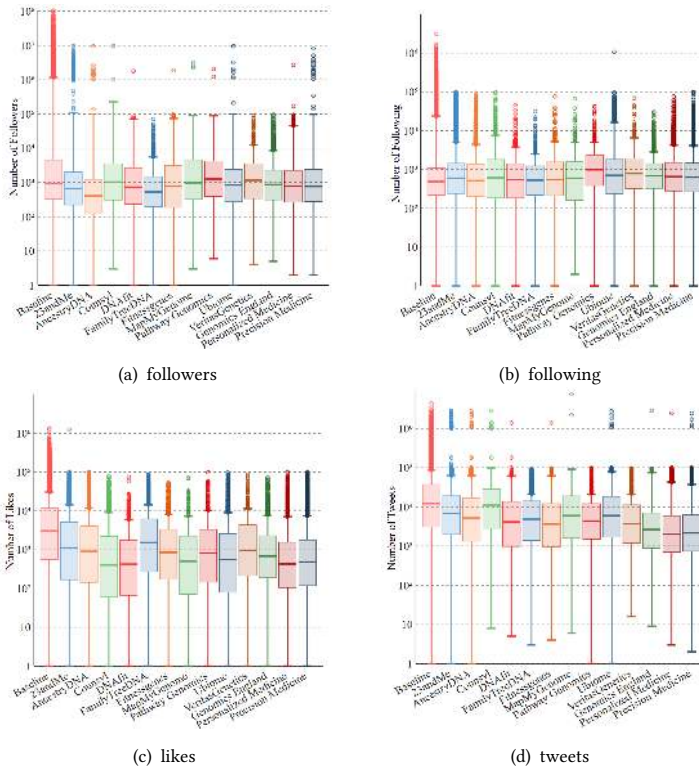 Number of Followers
1
Baseline
23andMe
AncestryDNA
Counsyl
DNAfit
FamilyTreeDNA
Fitnessgenes
MapMyGenome
Pathway Genomics
Ubiome
VeritasGenetics
Genomics England
Personalized Medicine
Precision Medicine
(a) followers
Number of Following
1
Baseline
23andMe
AncestryDNA
Counsyl
DNAfit
FamilyTreeDNA
Fitnessgenes
MapMyGenome
Pathway Genomics
Ubiome
VeritasGenetics
Genomics England
Personalized Medicine
Precision Medicine
(b) following
Number of Likes
1
Baseline
23andMe
AncestryDNA
Counsyl
DNAfit
FamilyTreeDNA
Fitnessgenes
MapMyGenome
Pathway Genomics
Ubiome
VeritasGenetics
Genomics England
Personalized Medicine
Precision Medicine
(c) likes
Number of Tweets
1
Baseline
23andMe
AncestryDNA
Counsyl
DNAfit
FamilyTreeDNA
Fitnessgenes
MapMyGenome
Pathway Genomics
Ubiome
VeritasGenetics
Genomics England
Personalized Medicine
Precision Medicine
(d) tweets